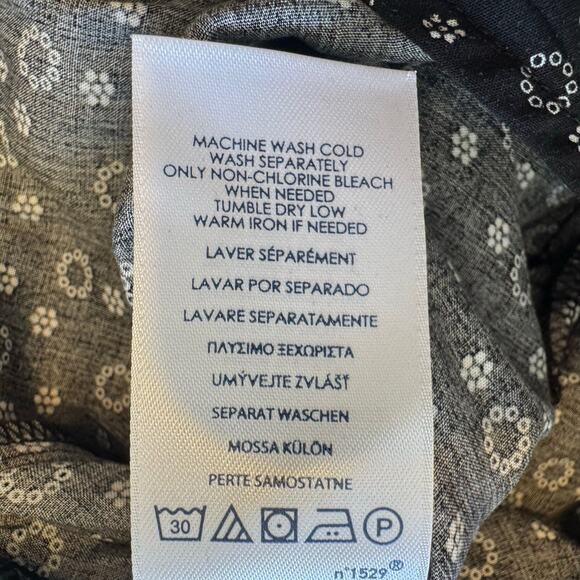 MACHINE WASH COLD
WASH SEPARATELY
ONLY NON-CHLORINE BLEACH
WHEN NEEDED
TUMBLE DRY LOW
WARM IRON IF NEEDED
LAVER SÉPARÉMENT
LAVAR POR SEPARADO
LAVARE SEPARATAMENTE
ΠΛΥΣΙΜΟ ΞΕΧΩΡΙΣΤΑ
UMÝVEJTE ZVLÁŠŤ
SEPARAT WASCHEN
MOSSA KÜLÖN
PERTE SAMOSTATNE
30 P
n°1529®